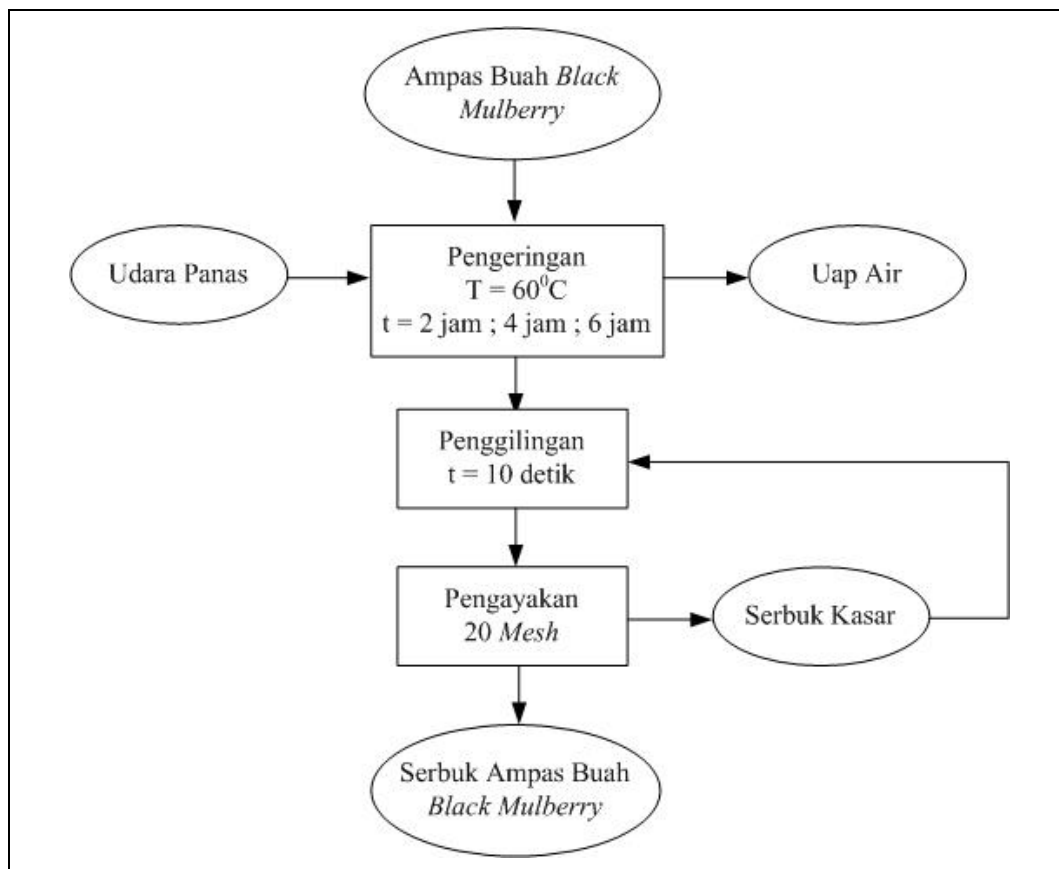 Ampas Buah Black
Mulberry
Udara Panas
Pengeringan
T = 60⁰C
t = 2 jam ; 4 jam ; 6 jam
Uap Air
Penggilingan
t = 10 detik
Pengayakan
20 Mesh
Serbuk Kasar
Serbuk Ampas Buah
Black Mulberry